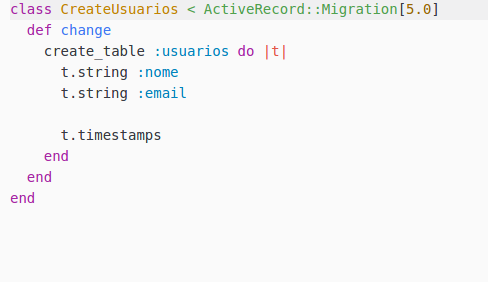 class CreateUsuarios < ActiveRecord::Migration[5.0]
  def change
    create_table :usuarios do |t|
      t.string :nome
      t.string :email

      t.timestamps
    end
  end
end